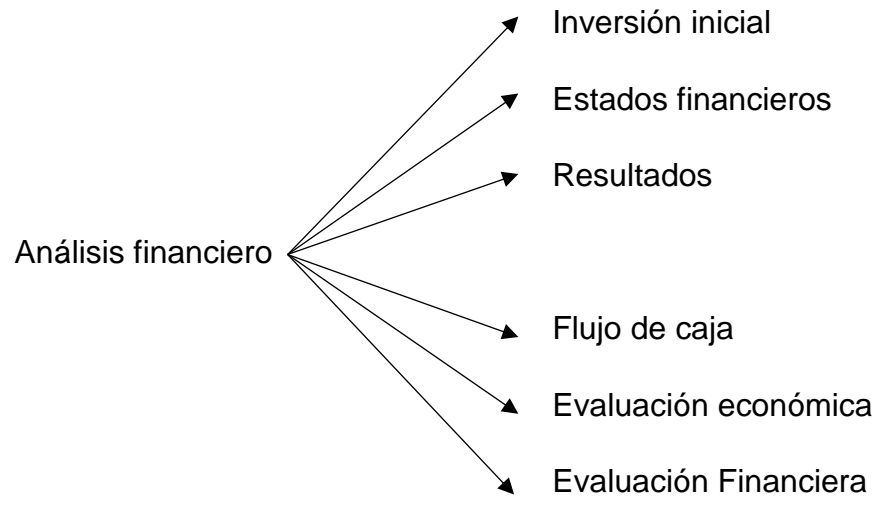 Inversión inicial
Estados financieros
Resultados
Análisis financiero
Flujo de caja
Evaluación económica
Evaluación Financiera